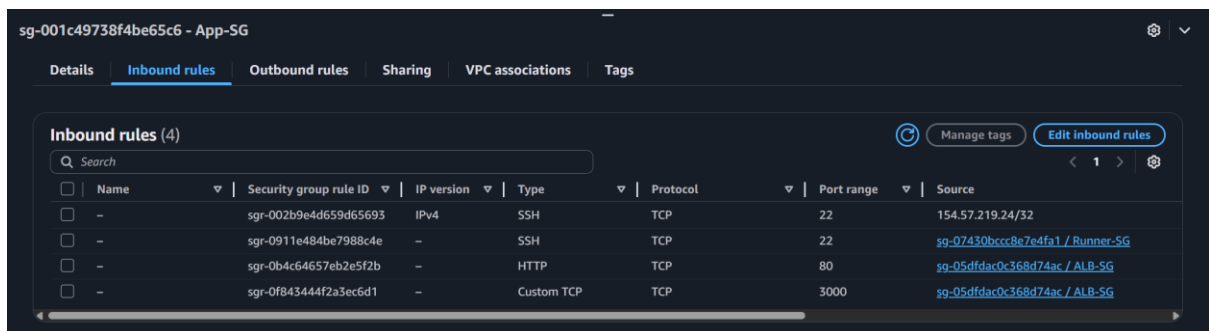 sg-001c49738f4be65c6 - App-SG
Details Inbound rules Outbound rules Sharing VPC associations Tags
Inbound rules (4) Manage tags Edit inbound rules
Search < 1 >
Name Security group rule ID IP version Type Protocol Port range Source
– sgr-002b9e4d659d65693 IPv4 SSH TCP 22 154.57.219.24/32
– sgr-0911e484be7988c4e – SSH TCP 22 sg-07430bccc8e7e4fa1 / Runner-SG
– sgr-0b4c64657eb2e5f2b – HTTP TCP 80 sg-05dfdac0c368d74ac / ALB-SG
– sgr-0f843444f2a3ec6d1 – Custom TCP TCP 3000 sg-05dfdac0c368d74ac / ALB-SG